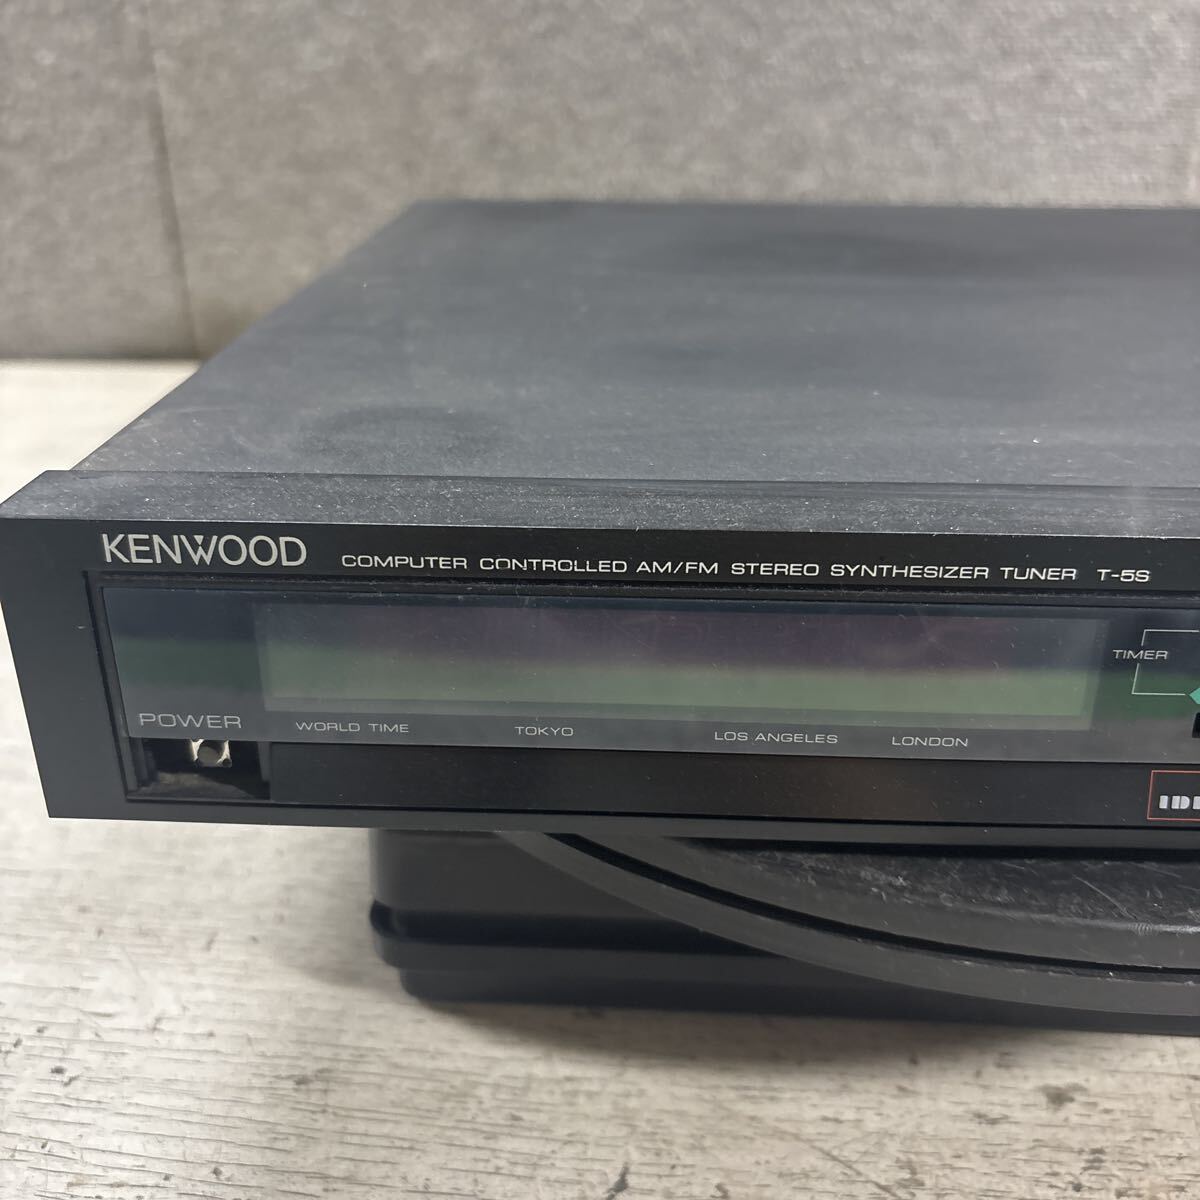 KENWOOD COMPUTER CONTROLLED AM/FM STEREO SYNTHESIZER TUNER T-5S
TIMER
POWER
WORLD TIME TOKYO LOS ANGELES LONDON